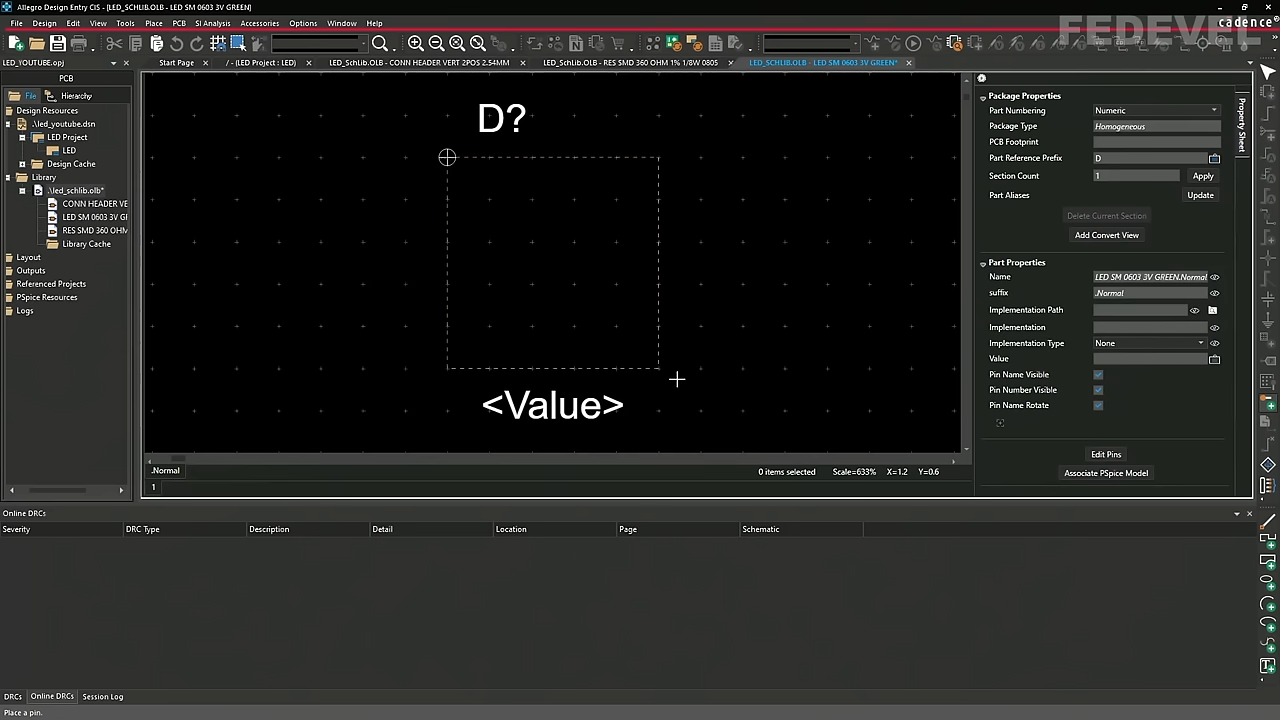 Allegro Design Entry CIS - [LED_SCHLIB.OLB - LED SM 0603 3V GREEN]
FEDEVEL
File Design Edit View Tools Place PCB SI Analysis Accessories Options Window Help
cadence
LED_YOUTUBE.opj
Start Page
/ - (LED Project : LED)
LED_SchLib.OLB - CONN HEADER VERT 2POS 2.54MM
LED_SchLib.OLB - RES SMD 360 OHM 1% 1/8W 0805
LED_SCHLIB.OLB - LED SM 0603 3V GREEN*
PCB
File Hierarchy
Design Resources
.\led_youtube.dsn
LED Project
LED
Design Cache
Library
.\led_schlib.olb*
CONN HEADER VE
LED SM 0603 3V GI
RES SMD 360 OHM
Library Cache
Layout
Outputs
Referenced Projects
PSpice Resources
Logs
D?
<Value>
.Normal
0 items selected Scale=633% X=1.2 Y=0.6
1
Property Sheet
Package Properties
Part Numbering Numeric
Package Type Homogeneous
PCB Footprint
Part Reference Prefix D
Section Count 1 Apply
Part Aliases Update
Delete Current Section
Add Convert View
Part Properties
Name LED SM 0603 3V GREEN.Normal
suffix .Normal
Implementation Path
Implementation
Implementation Type None
Value
Pin Name Visible
Pin Number Visible
Pin Name Rotate
Edit Pins
Associate PSpice Model
Online DRCs
Severity DRC Type Description Detail Location Page Schematic
DRCs Online DRCs Session Log
Place a pin.